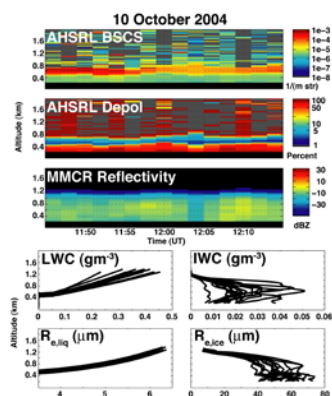 10 October 2004
AHSRL BSCS
1.6
1.2
0.8
0.4
1e-3
1e-4
1e-5
1e-6
1e-7
1e-8
1/(m str)
AHSRL Depol
Altitude (km)
1.6
1.2
0.8
0.4
100
50
10
5
1
Percent
MMCR Reflectivity
1.6
1.2
0.8
0.4
30
10
-10
-30
dBZ
11:50 11:55 12:00 12:05 12:10
Time (UT)
LWC (gm-3)
IWC (gm-3)
Altitude (km)
1.6
1.2
0.8
0.4
0 0.1 0.2 0.3 0.4 0.5
0 0.01 0.02 0.03 0.04 0.05 0.06
Re,liq (μm)
Re,ice (μm)
1.6
1.2
0.8
0.4
4 5 6
0 20 40 60 80